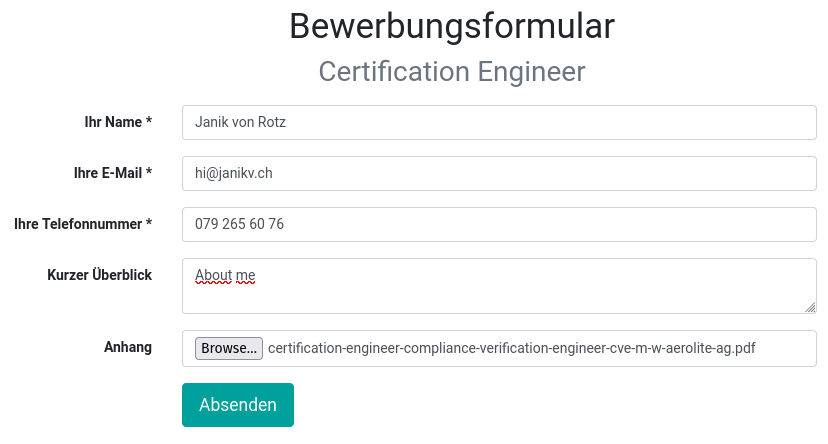 Bewerbungsformular
Certification Engineer
Ihr Name * Janik von Rotz
Ihre E-Mail * hi@janikv.ch
Ihre Telefonnummer * 079 265 60 76
Kurzer Überblick About me
Anhang Browse... certification-engineer-compliance-verification-engineer-cve-m-w-aerolite-ag.pdf
Absenden